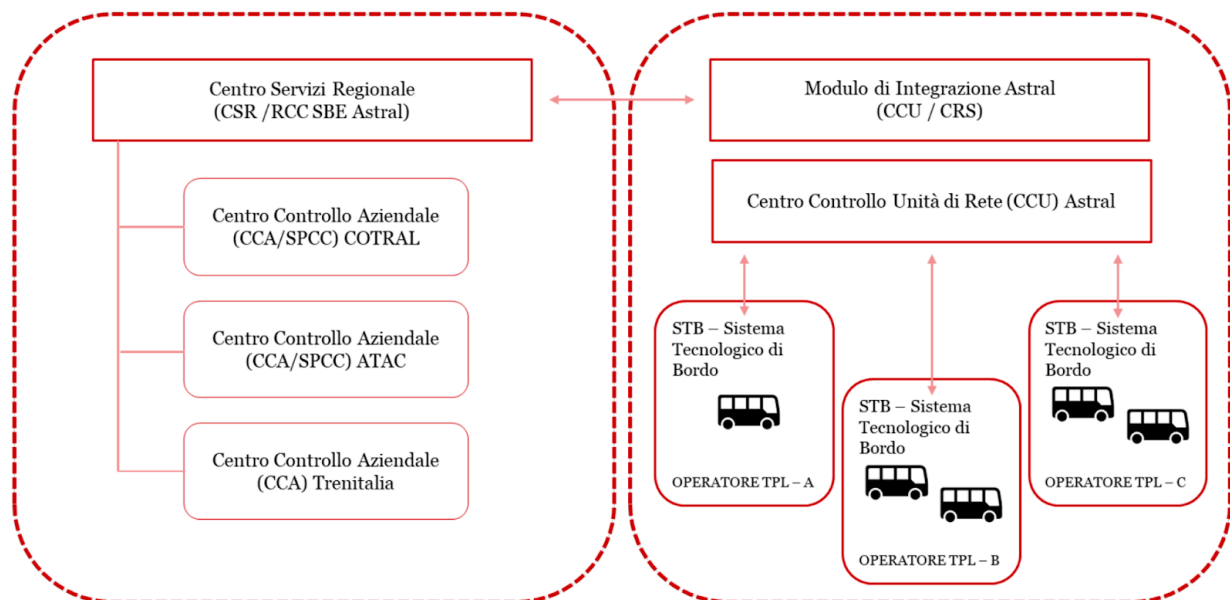 Centro Servizi Regionale
(CSR /RCC SBE Astral)
Centro Controllo Aziendale
(CCA/SPCC) COTRAL
Centro Controllo Aziendale
(CCA/SPCC) ATAC
Centro Controllo Aziendale
(CCA) Trenitalia
Modulo di Integrazione Astral
(CCU / CRS)
Centro Controllo Unità di Rete (CCU) Astral
STB – Sistema
Tecnologico di
Bordo
OPERATORE TPL – A
STB – Sistema
Tecnologico di
Bordo
OPERATORE TPL – B
STB – Sistema
Tecnologico di
Bordo
OPERATORE TPL – C